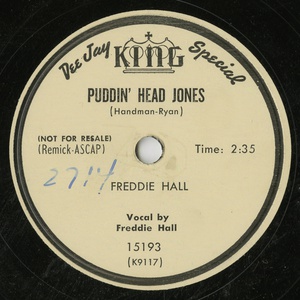 Dee Jay KING Special
PUDDIN' HEAD JONES
(Handman-Ryan)
(NOT FOR RESALE)
(Remick-ASCAP) Time: 2:35
2714
FREDDIE HALL
Vocal by
Freddie Hall
15193
(K9117)